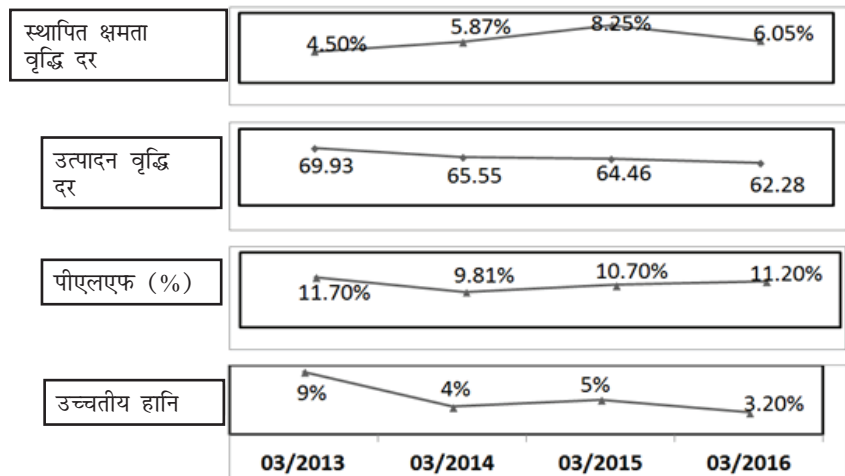 स्थापित क्षमता
वृद्धि दर
4.50% 5.87% 8.25% 6.05%
उत्पादन वृद्धि
दर
69.93 65.55 64.46 62.28
पीएलएफ (%)
11.70% 9.81% 10.70% 11.20%
उच्चतीय हानि
9% 4% 5% 3.20%
03/2013 03/2014 03/2015 03/2016